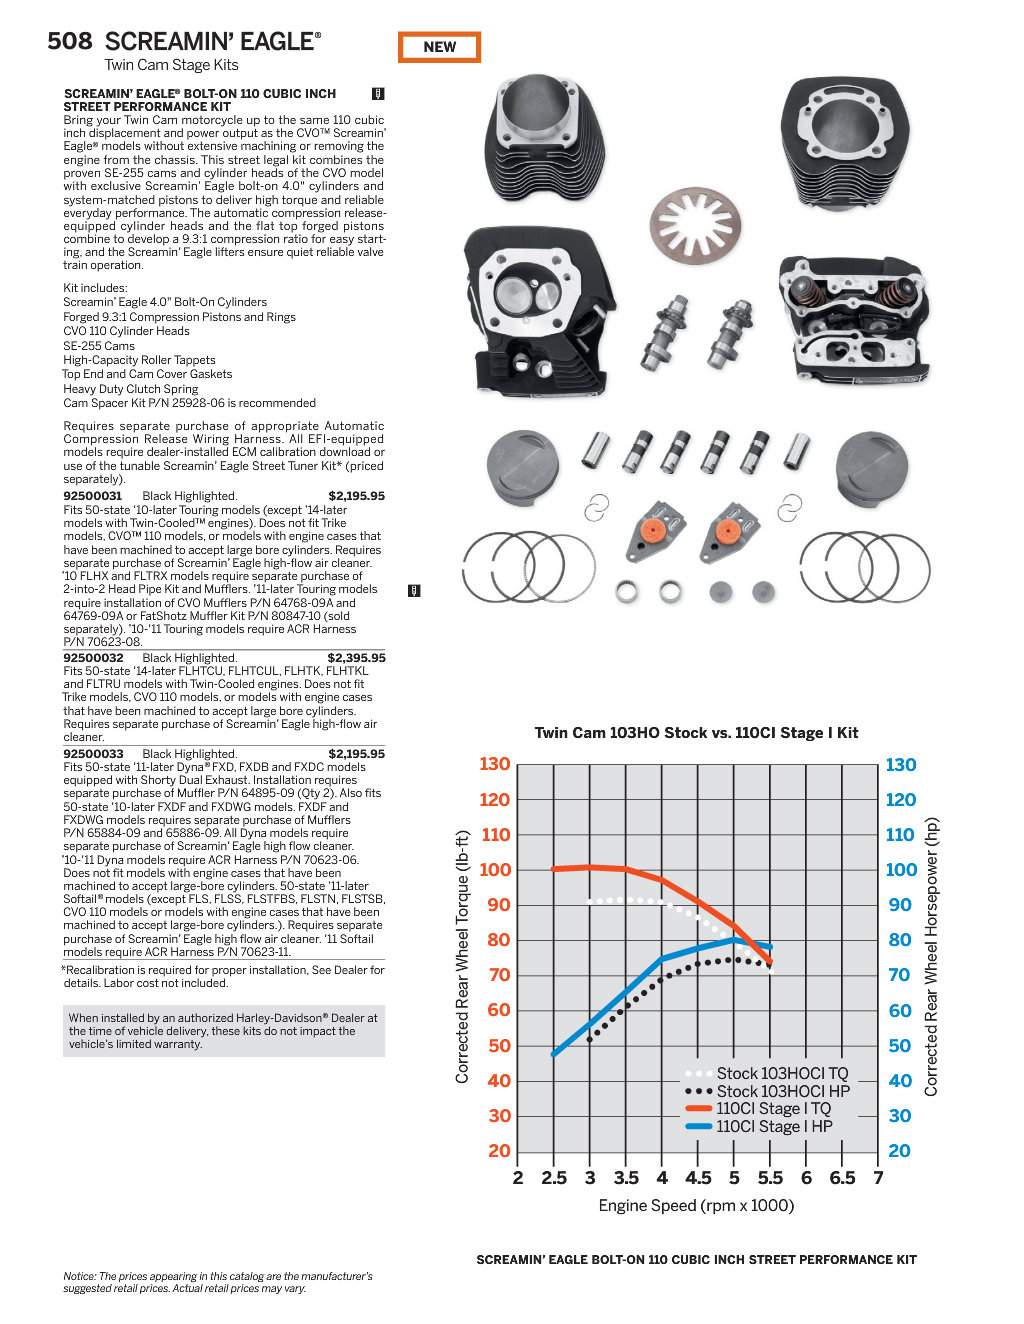 508 SCREAMIN' EAGLE®
Twin Cam Stage Kits
NEW
SCREAMIN' EAGLE® BOLT-ON 110 CUBIC INCH
STREET PERFORMANCE KIT
Bring your Twin Cam motorcycle up to the same 110 cubic
inch displacement and power output as the CVO™ Screamin'
Eagle® models without extensive machining or removing the
engine from the chassis. This street legal kit combines the
proven SE-255 cams and cylinder heads of the CVO model
with exclusive Screamin' Eagle bolt-on 4.0" cylinders and
system-matched pistons to deliver high torque and reliable
everyday performance. The automatic compression release-
equipped cylinder heads and the flat top forged pistons
combine to develop a 9.3:1 compression ratio for easy start-
ing, and the Screamin' Eagle lifters ensure quiet reliable valve
train operation.
Kit includes:
Screamin' Eagle 4.0" Bolt-On Cylinders
Forged 9.3:1 Compression Pistons and Rings
CVO 110 Cylinder Heads
SE-255 Cams
High-Capacity Roller Tappets
Top End and Cam Cover Gaskets
Heavy Duty Clutch Spring
Cam Spacer Kit P/N 25928-06 is recommended
Requires separate purchase of appropriate Automatic
Compression Release Wiring Harness. All EFI-equipped
models require dealer-installed ECM calibration download or
use of the tunable Screamin' Eagle Street Tuner Kit* (priced
separately).
92500031 Black Highlighted. $2,195.95
Fits 50-state '10-later Touring models (except '14-later
models with Twin-Cooled™ engines). Does not fit Trike
models, CVO™ 110 models, or models with engine cases that
have been machined to accept large bore cylinders. Requires
separate purchase of Screamin' Eagle high-flow air cleaner.
'10 FLHX and FLTRX models require separate purchase of
2-into-2 Head Pipe Kit and Mufflers. '11-later Touring models
require installation of CVO Mufflers P/N 64768-09A and
64769-09A or FatShotz Muffler Kit P/N 80847-10 (sold
separately). '10-'11 Touring models require ACR Harness
P/N 70623-08.
92500032 Black Highlighted. $2,395.95
Fits 50-state '14-later FLHTCU, FLHTCUL, FLHTK, FLHTKL
and FLTRU models with Twin-Cooled engines. Does not fit
Trike models, CVO 110 models, or models with engine cases
that have been machined to accept large bore cylinders.
Requires separate purchase of Screamin' Eagle high-flow air
cleaner.
92500033 Black Highlighted. $2,195.95
Fits 50-state '11-later Dyna® FXD, FXDB and FXDC models
equipped with Shorty Dual Exhaust. Installation requires
separate purchase of Muffler P/N 64895-09 (Qty 2). Also fits
50-state '10-later FXDF and FXDWG models. FXDF and
FXDWG models requires separate purchase of Mufflers
P/N 65884-09 and 65886-09. All Dyna models require
separate purchase of Screamin' Eagle high flow cleaner.
'10-'11 Dyna models require ACR Harness P/N 70623-06.
Does not fit models with engine cases that have been
machined to accept large-bore cylinders. 50-state '11-later
Softail® models (except FLS, FLSS, FLSTFBS, FLSTN, FLSTSB,
CVO 110 models or models with engine cases that have been
machined to accept large-bore cylinders.). Requires separate
purchase of Screamin' Eagle high flow air cleaner. '11 Softail
models require ACR Harness P/N 70623-11.
*Recalibration is required for proper installation, See Dealer for
details. Labor cost not included.
When installed by an authorized Harley-Davidson® Dealer at
the time of vehicle delivery, these kits do not impact the
vehicle's limited warranty.
Twin Cam 103HO Stock vs. 110CI Stage I Kit
Corrected Rear Wheel Torque (lb-ft)
130 130
120 120
110 110
100 100
90 90
80 80
70 70
60 60
50 50
40 40
30 30
20 20
Corrected Rear Wheel Horsepower (hp)
Stock 103HOCI TQ
Stock 103HOCI HP
110CI Stage I TQ
110CI Stage I HP
2 2.5 3 3.5 4 4.5 5 5.5 6 6.5 7
Engine Speed (rpm x 1000)
SCREAMIN' EAGLE BOLT-ON 110 CUBIC INCH STREET PERFORMANCE KIT
Notice: The prices appearing in this catalog are the manufacturer's
suggested retail prices. Actual retail prices may vary.